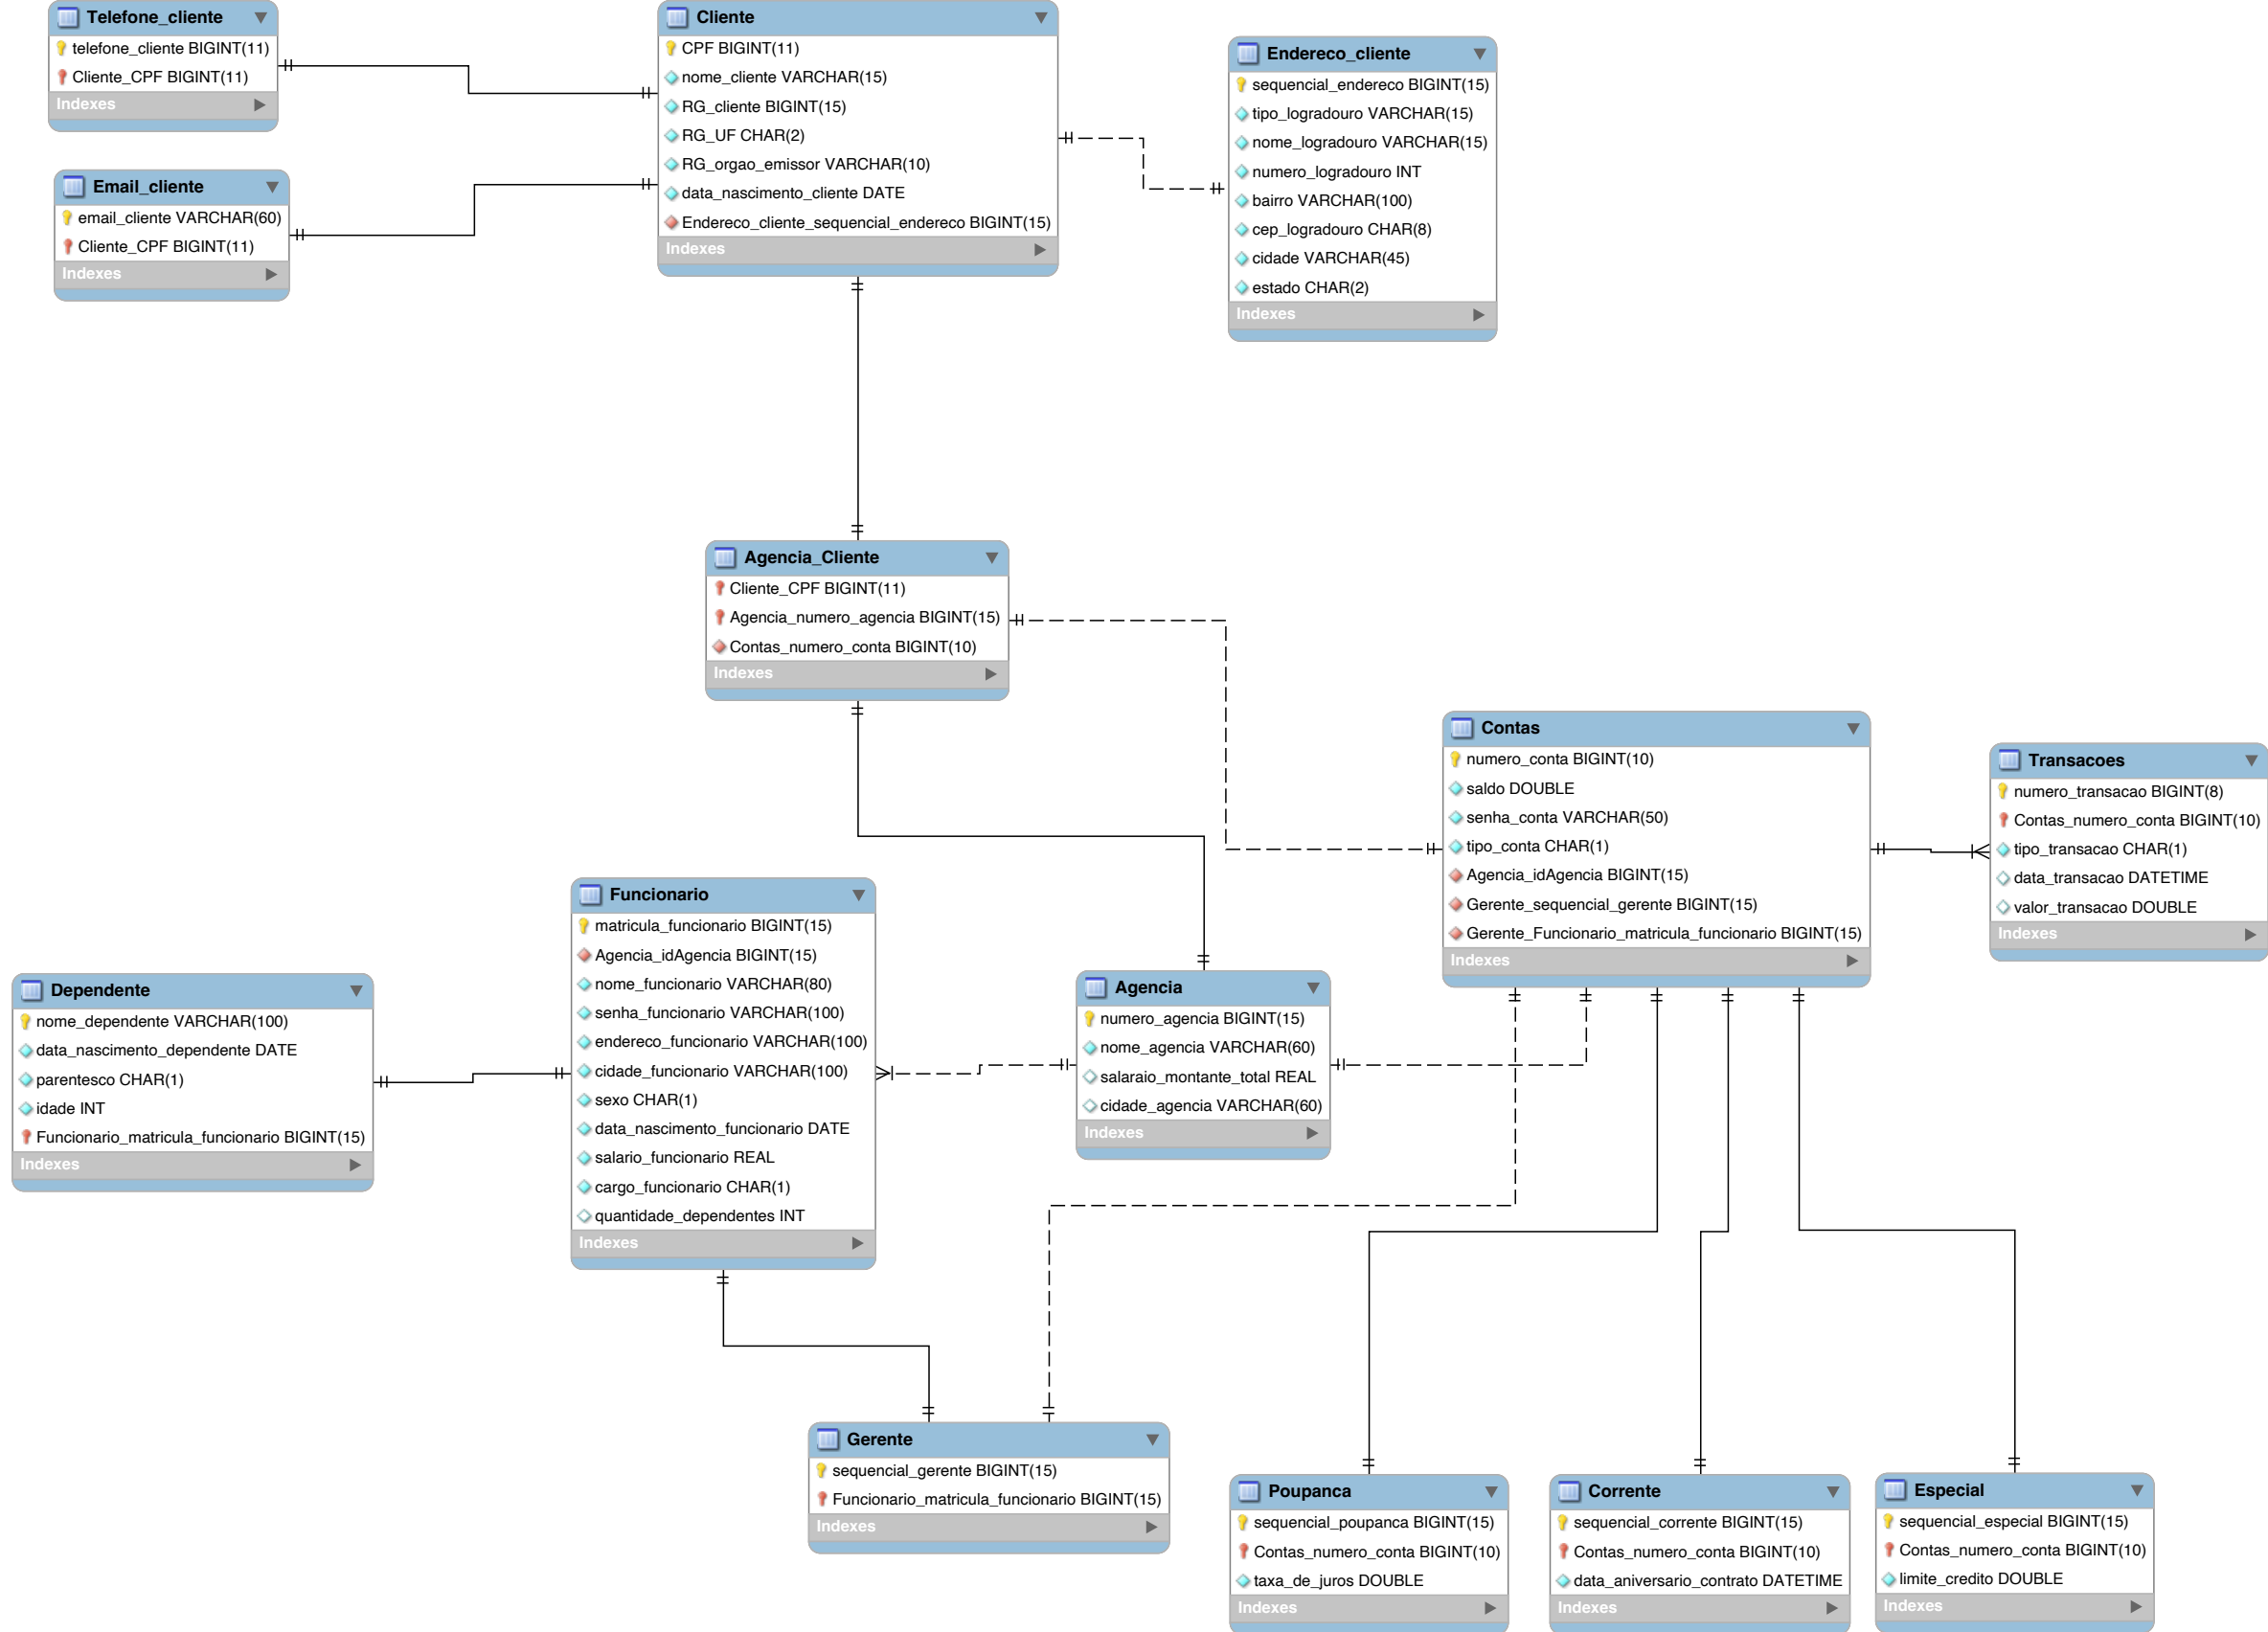 Telefone_cliente
telefone_cliente BIGINT(11)
Cliente_CPF BIGINT(11)
Indexes
Cliente
CPF BIGINT(11)
nome_cliente VARCHAR(15)
RG_cliente BIGINT(15)
RG_UF CHAR(2)
RG_orgao_emissor VARCHAR(10)
data_nascimento_cliente DATE
Endereco_cliente_sequencial_endereco BIGINT(15)
Indexes
Endereco_cliente
sequencial_endereco BIGINT(15)
tipo_logradouro VARCHAR(15)
nome_logradouro VARCHAR(15)
numero_logradouro INT
bairro VARCHAR(100)
cep_logradouro CHAR(8)
cidade VARCHAR(45)
estado CHAR(2)
Indexes
Email_cliente
email_cliente VARCHAR(60)
Cliente_CPF BIGINT(11)
Indexes
Agencia_Cliente
Cliente_CPF BIGINT(11)
Agencia_numero_agencia BIGINT(15)
Contas_numero_conta BIGINT(10)
Indexes
Contas
numero_conta BIGINT(10)
saldo DOUBLE
senha_conta VARCHAR(50)
tipo_conta CHAR(1)
Agencia_idAgencia BIGINT(15)
Gerente_sequencial_gerente BIGINT(15)
Gerente_Funcionario_matricula_funcionario BIGINT(15)
Indexes
Transacoes
numero_transacao BIGINT(8)
Contas_numero_conta BIGINT(10)
tipo_transacao CHAR(1)
data_transacao DATETIME
valor_transacao DOUBLE
Indexes
Funcionario
matricula_funcionario BIGINT(15)
Agencia_idAgencia BIGINT(15)
nome_funcionario VARCHAR(80)
senha_funcionario VARCHAR(100)
endereco_funcionario VARCHAR(100)
cidade_funcionario VARCHAR(100)
sexo CHAR(1)
data_nascimento_funcionario DATE
salario_funcionario REAL
cargo_funcionario CHAR(1)
quantidade_dependentes INT
Indexes
Dependente
nome_dependente VARCHAR(100)
data_nascimento_dependente DATE
parentesco CHAR(1)
idade INT
Funcionario_matricula_funcionario BIGINT(15)
Indexes
Agencia
numero_agencia BIGINT(15)
nome_agencia VARCHAR(60)
salaraio_montante_total REAL
cidade_agencia VARCHAR(60)
Indexes
Gerente
sequencial_gerente BIGINT(15)
Funcionario_matricula_funcionario BIGINT(15)
Indexes
Poupanca
sequencial_poupanca BIGINT(15)
Contas_numero_conta BIGINT(10)
taxa_de_juros DOUBLE
Indexes
Corrente
sequencial_corrente BIGINT(15)
Contas_numero_conta BIGINT(10)
data_aniversario_contrato DATETIME
Indexes
Especial
sequencial_especial BIGINT(15)
Contas_numero_conta BIGINT(10)
limite_credito DOUBLE
Indexes